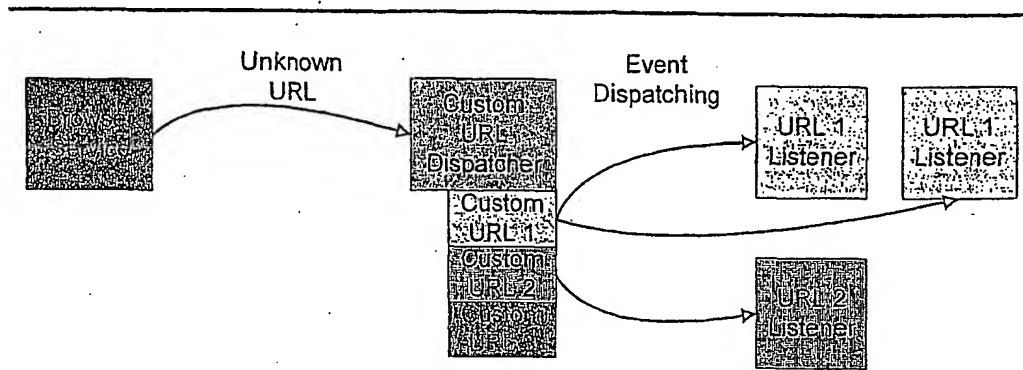 Unknown
URL
Event
Dispatching
Browser
Custom
URL
Dispatcher
URL 1
Listener
URL 1
Listener
Custom
URL 1
Custom
URL 2
Custom
URL 2
Listener